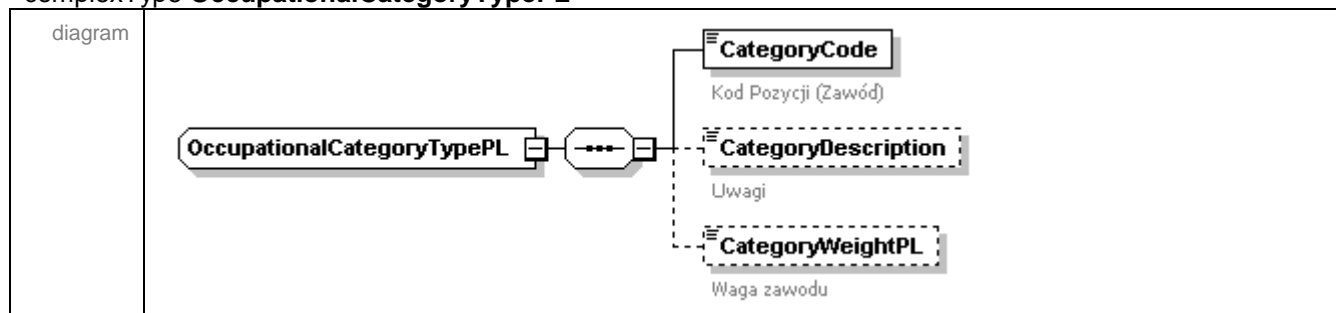 complexType OccupationalCategoryTypePL
diagram
CategoryCode
Kod Pozycji (Zawód)
OccupationalCategoryTypePL
CategoryDescription
Uwagi
CategoryWeightPL
Waga zawodu